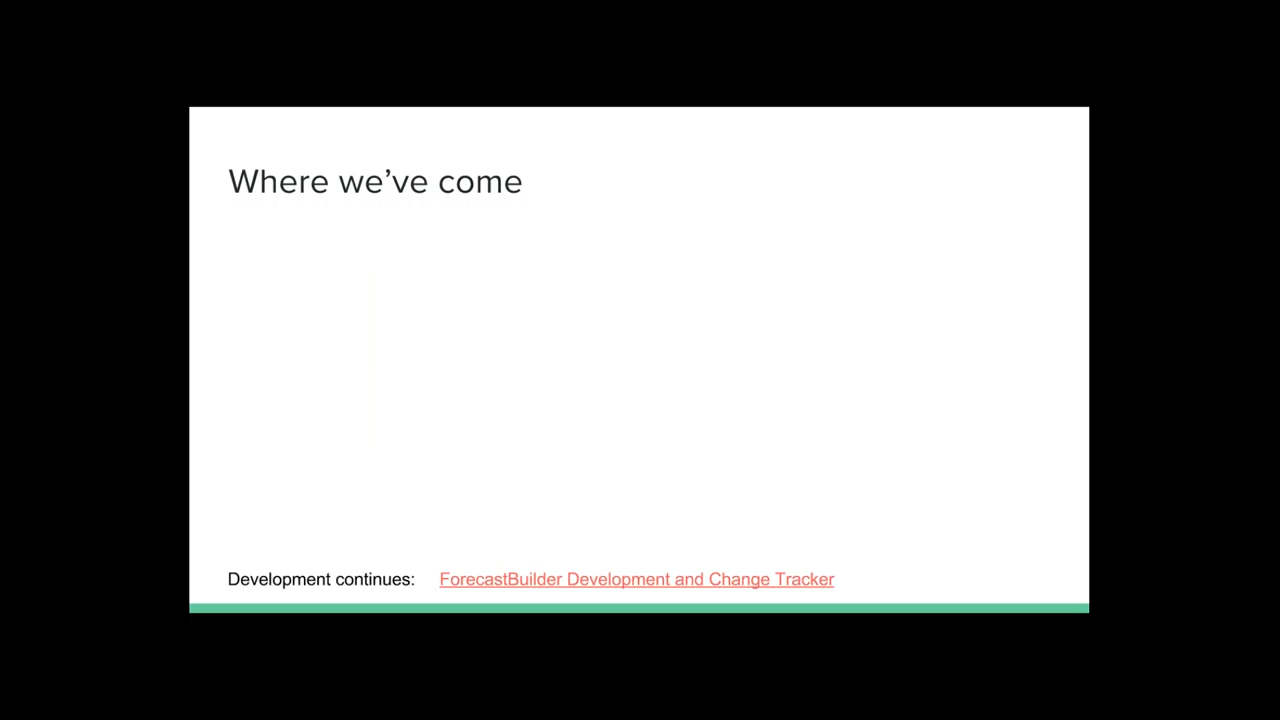 Where we’ve come
Development continues: ForecastBuilder Development and Change Tracker